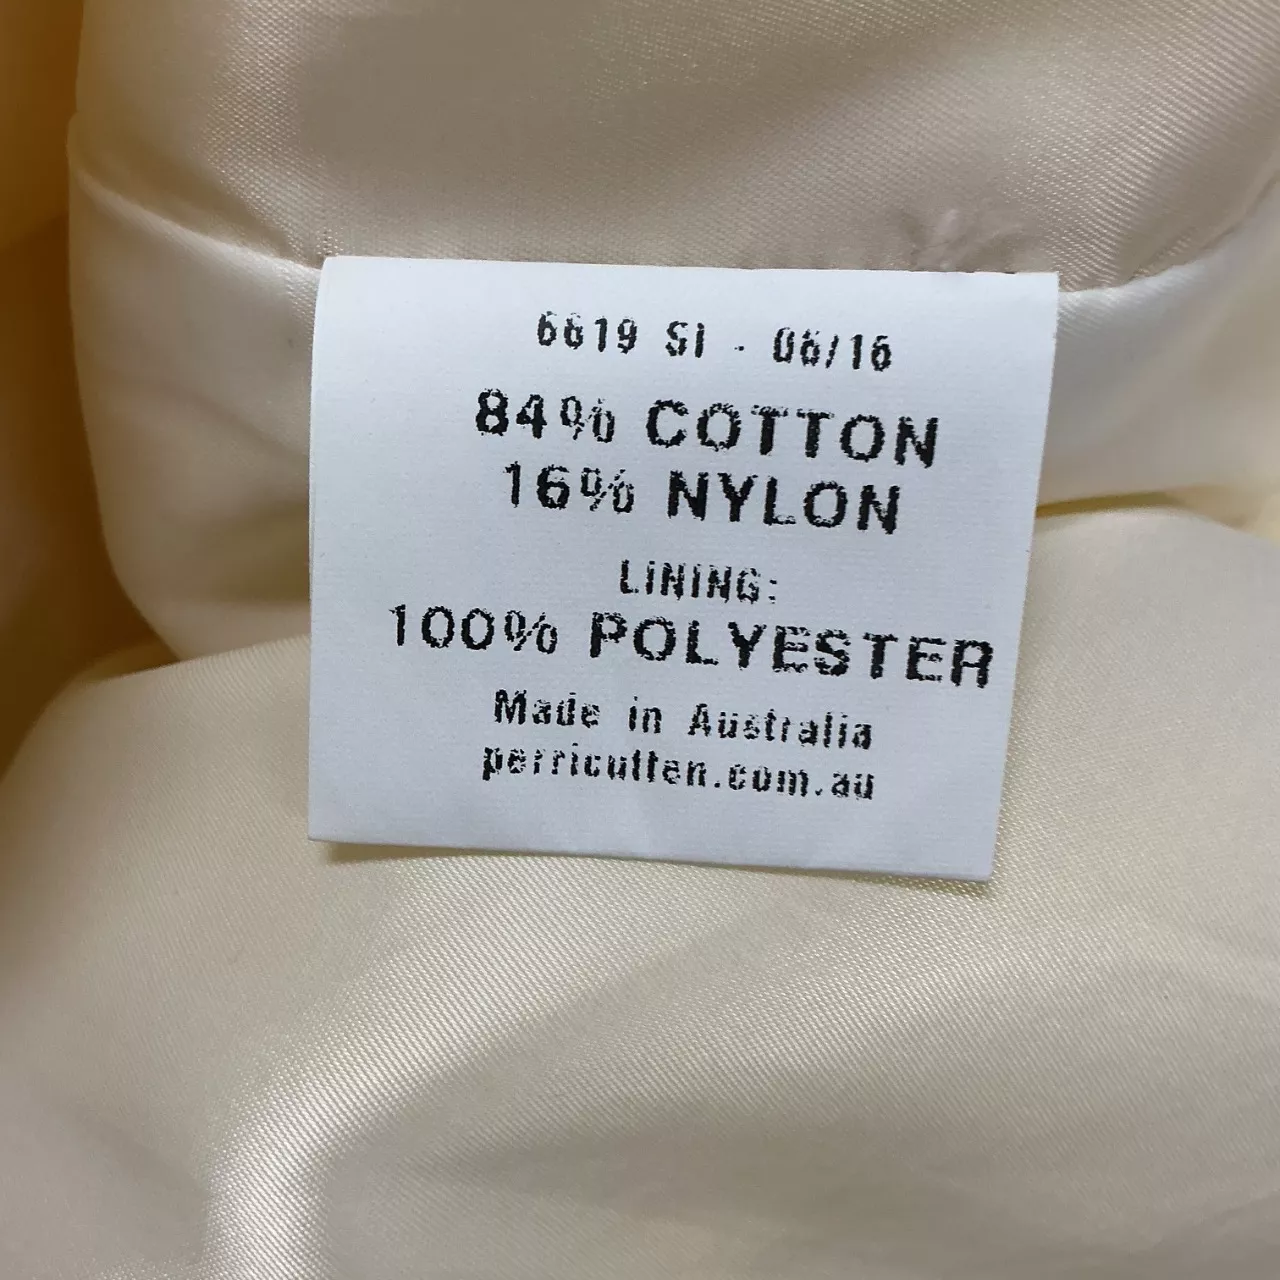 6619 SI - 06/16
84% COTTON
16% NYLON
LINING:
100% POLYESTER
Made in Australia
perricutten.com.au